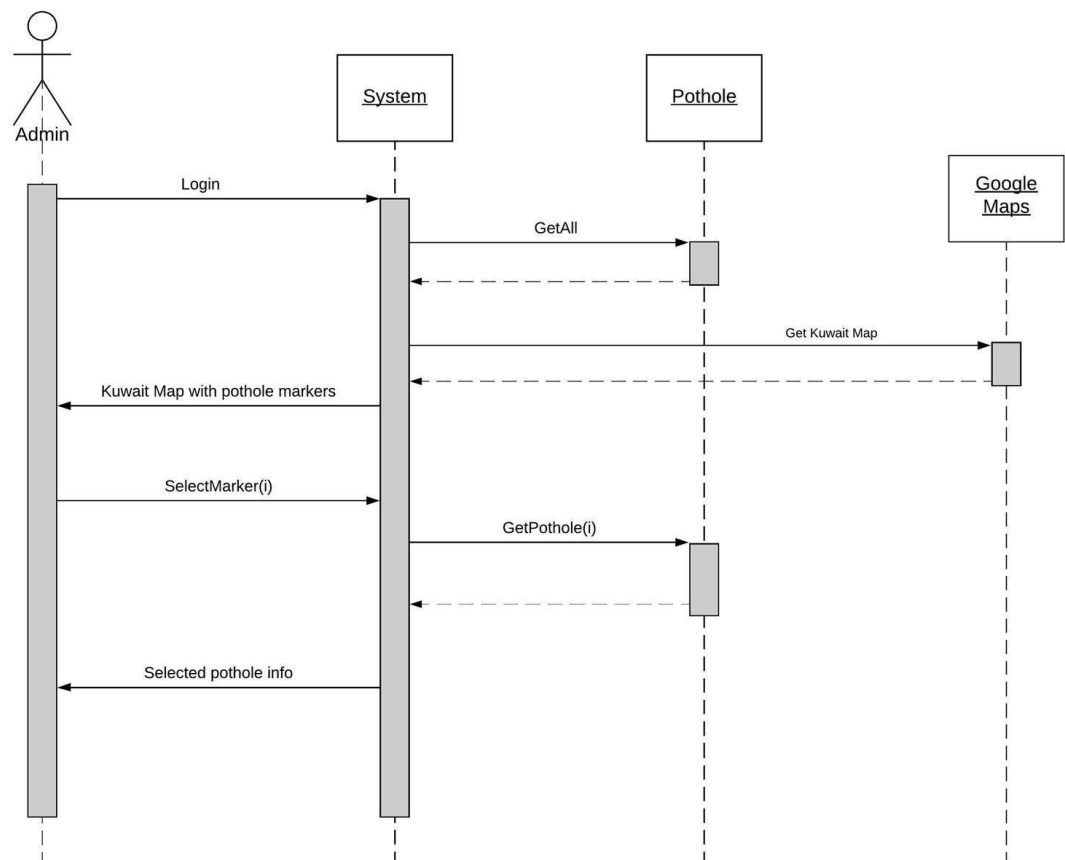 Admin
System
Pothole
Google
Maps
Login
GetAll
Get Kuwait Map
Kuwait Map with pothole markers
SelectMarker(i)
GetPothole(i)
Selected pothole info